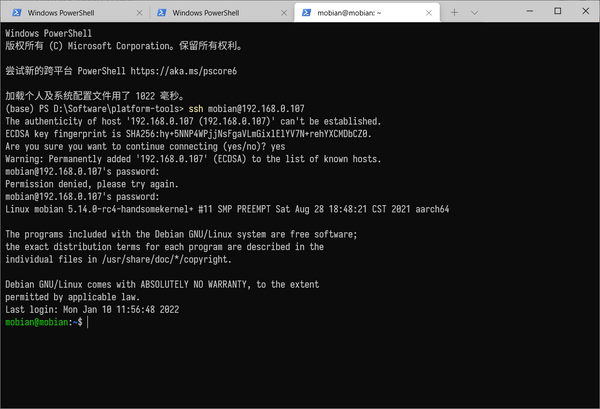 Windows PowerShell
Windows PowerShell
mobian@mobian: ~
Windows PowerShell
版权所有 (C) Microsoft Corporation。保留所有权利。
尝试新的跨平台 PowerShell https://aka.ms/pscore6
加载个人及系统配置文件用了 1022 毫秒。
(base) PS D:\Software\platform-tools> ssh mobian@192.168.0.107
The authenticity of host '192.168.0.107 (192.168.0.107)' can't be established.
ECDSA key fingerprint is SHA256:hy+5NNP4WPjjNsFgaVLmGixlElYV7N+rehYXCMDbCZ0.
Are you sure you want to continue connecting (yes/no)? yes
Warning: Permanently added '192.168.0.107' (ECDSA) to the list of known hosts.
mobian@192.168.0.107's password:
Permission denied, please try again.
mobian@192.168.0.107's password:
Linux mobian 5.14.0-rc4-handsomekernel+ #11 SMP PREEMPT Sat Aug 28 18:48:21 CST 2021 aarch64
The programs included with the Debian GNU/Linux system are free software;
the exact distribution terms for each program are described in the
individual files in /usr/share/doc/*/copyright.
Debian GNU/Linux comes with ABSOLUTELY NO WARRANTY, to the extent
permitted by applicable law.
Last login: Mon Jan 10 11:56:48 2022
mobian@mobian:~$